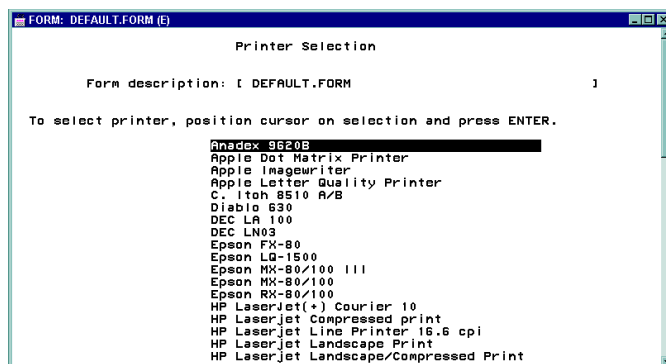 FORM: DEFAULT.FORM (E)
Printer Selection
Form description: [ DEFAULT.FORM ]
To select printer, position cursor on selection and press ENTER.
Anadex 9620B
Apple Dot Matrix Printer
Apple Imagewriter
Apple Letter Quality Printer
C. Itoh 8510 A/B
Diablo 630
DEC LA 100
DEC LN03
Epson FX-80
Epson LQ-1500
Epson MX-80/100 III
Epson MX-80/100
Epson RX-80/100
HP LaserJet(+) Courier 10
HP Laserjet Compressed print
HP Laserjet Line Printer 16.6 cpi
HP Laserjet Landscape Print
HP Laserjet Landscape/Compressed Print